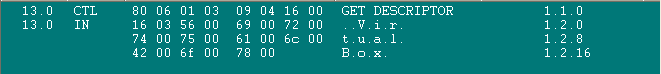 13.0 CTL 80 06 01 03 09 04 16 00 GET DESCRIPTOR 1.1.0
13.0 IN 16 03 56 00 69 00 72 00 ..V.i.r. 1.2.0
74 00 75 00 61 00 6c 00 t.u.a.l. 1.2.8
42 00 6f 00 78 00 B.o.x. 1.2.16